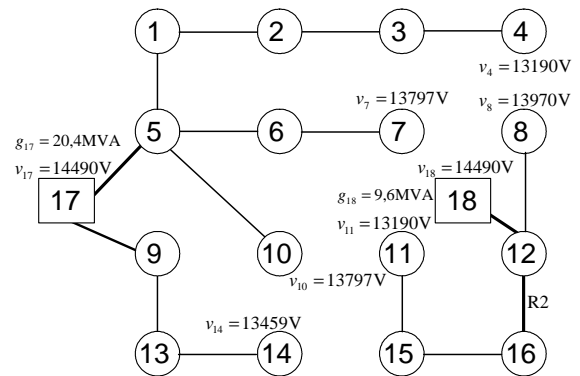 1 2 3 4
v4 = 13190V
v7 = 13797V v8 = 13970V
g17 = 20,4MVA 5 6 7 8
v17 = 14490V v18 = 14490V
17 g18 = 9,6MVA 18
v11 = 13190V
9 10 11 12
v10 = 13797V
R2
v14 = 13459V
13 14 15 16